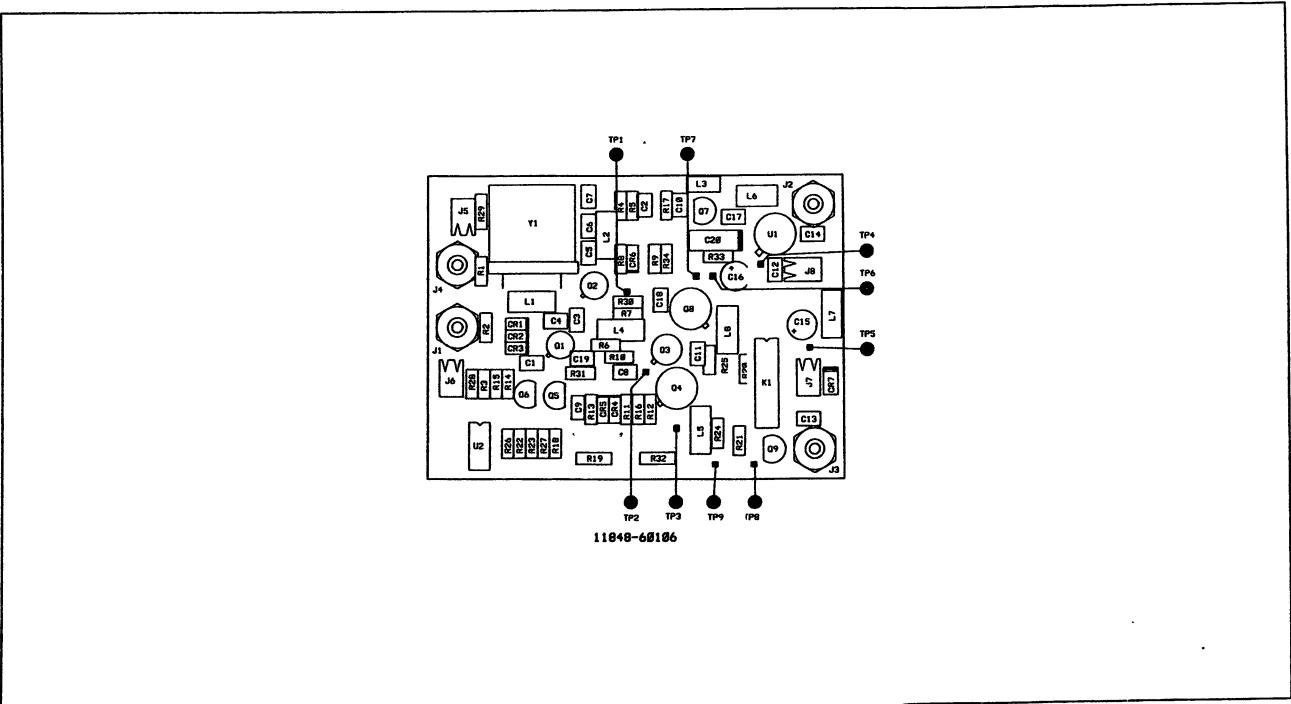 TP1 TP7
TP4
TP6
TP5
J5 R29 Y1 C7 R4 R5 C2 R17 C10 L3 Q7 L6 J2
C6 L2 C17 U1 C14
C5 R8 CR6 R9 R34 C20 R33
J4 R1 Q2 + C16 C12 J8
L1 R30 C18 Q8 L7
C4 C3 R7 L8 C15 +
J1 R2 CR1 CR2 CR3 Q1 L4
R6 Q3 C11 R25 K1
C1 C19 R10
J6 R31 C8 Q4 J7 CR7
R28 R3 R15 R14 Q6 Q5
C9 R13 CR5 CR4 R11 R16 R12 C13
U2 R26 R22 R23 R27 R18 L5 R24 R21 Q9
R19 R32 J3
TP2 TP3 TP9 TP8
11848-60106